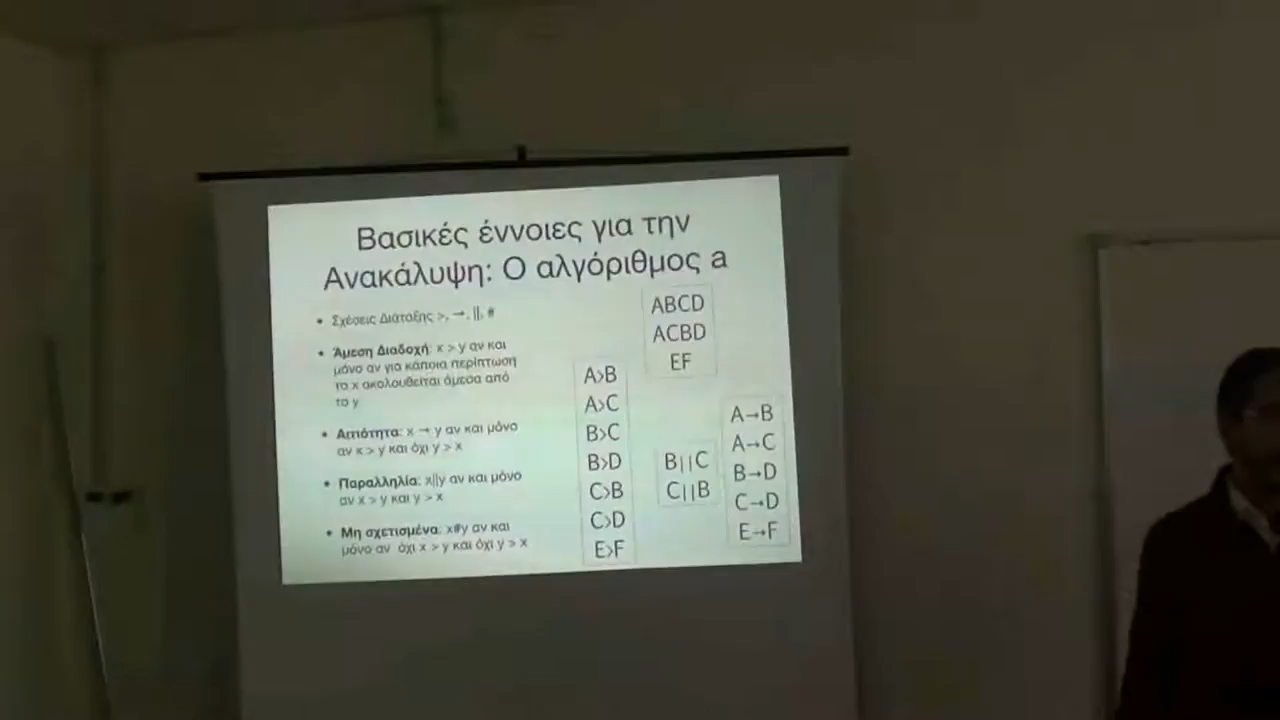 Βασικές έννοιες για την
Ανακάλυψη: Ο αλγόριθμος a
• Σχέσεις Διάταξης >, →, ||, #
• Άμεση Διαδοχή: x > y αν και
μόνο αν για κάποια περίπτωση
το x ακολουθείται άμεσα από
το y
• Αιτιότητα: x → y αν και μόνο
αν x > y και όχι y > x
• Παραλληλία: x||y αν και μόνο
αν x > y και y > x
• Μη σχετισμένα: x#y αν και
μόνο αν όχι x > y και όχι y > x
ABCD
ACBD
EF
A>B
A>C
B>C
B>D
C>B
C>D
E>F
B||C
C||B
A→B
A→C
B→D
C→D
E→F